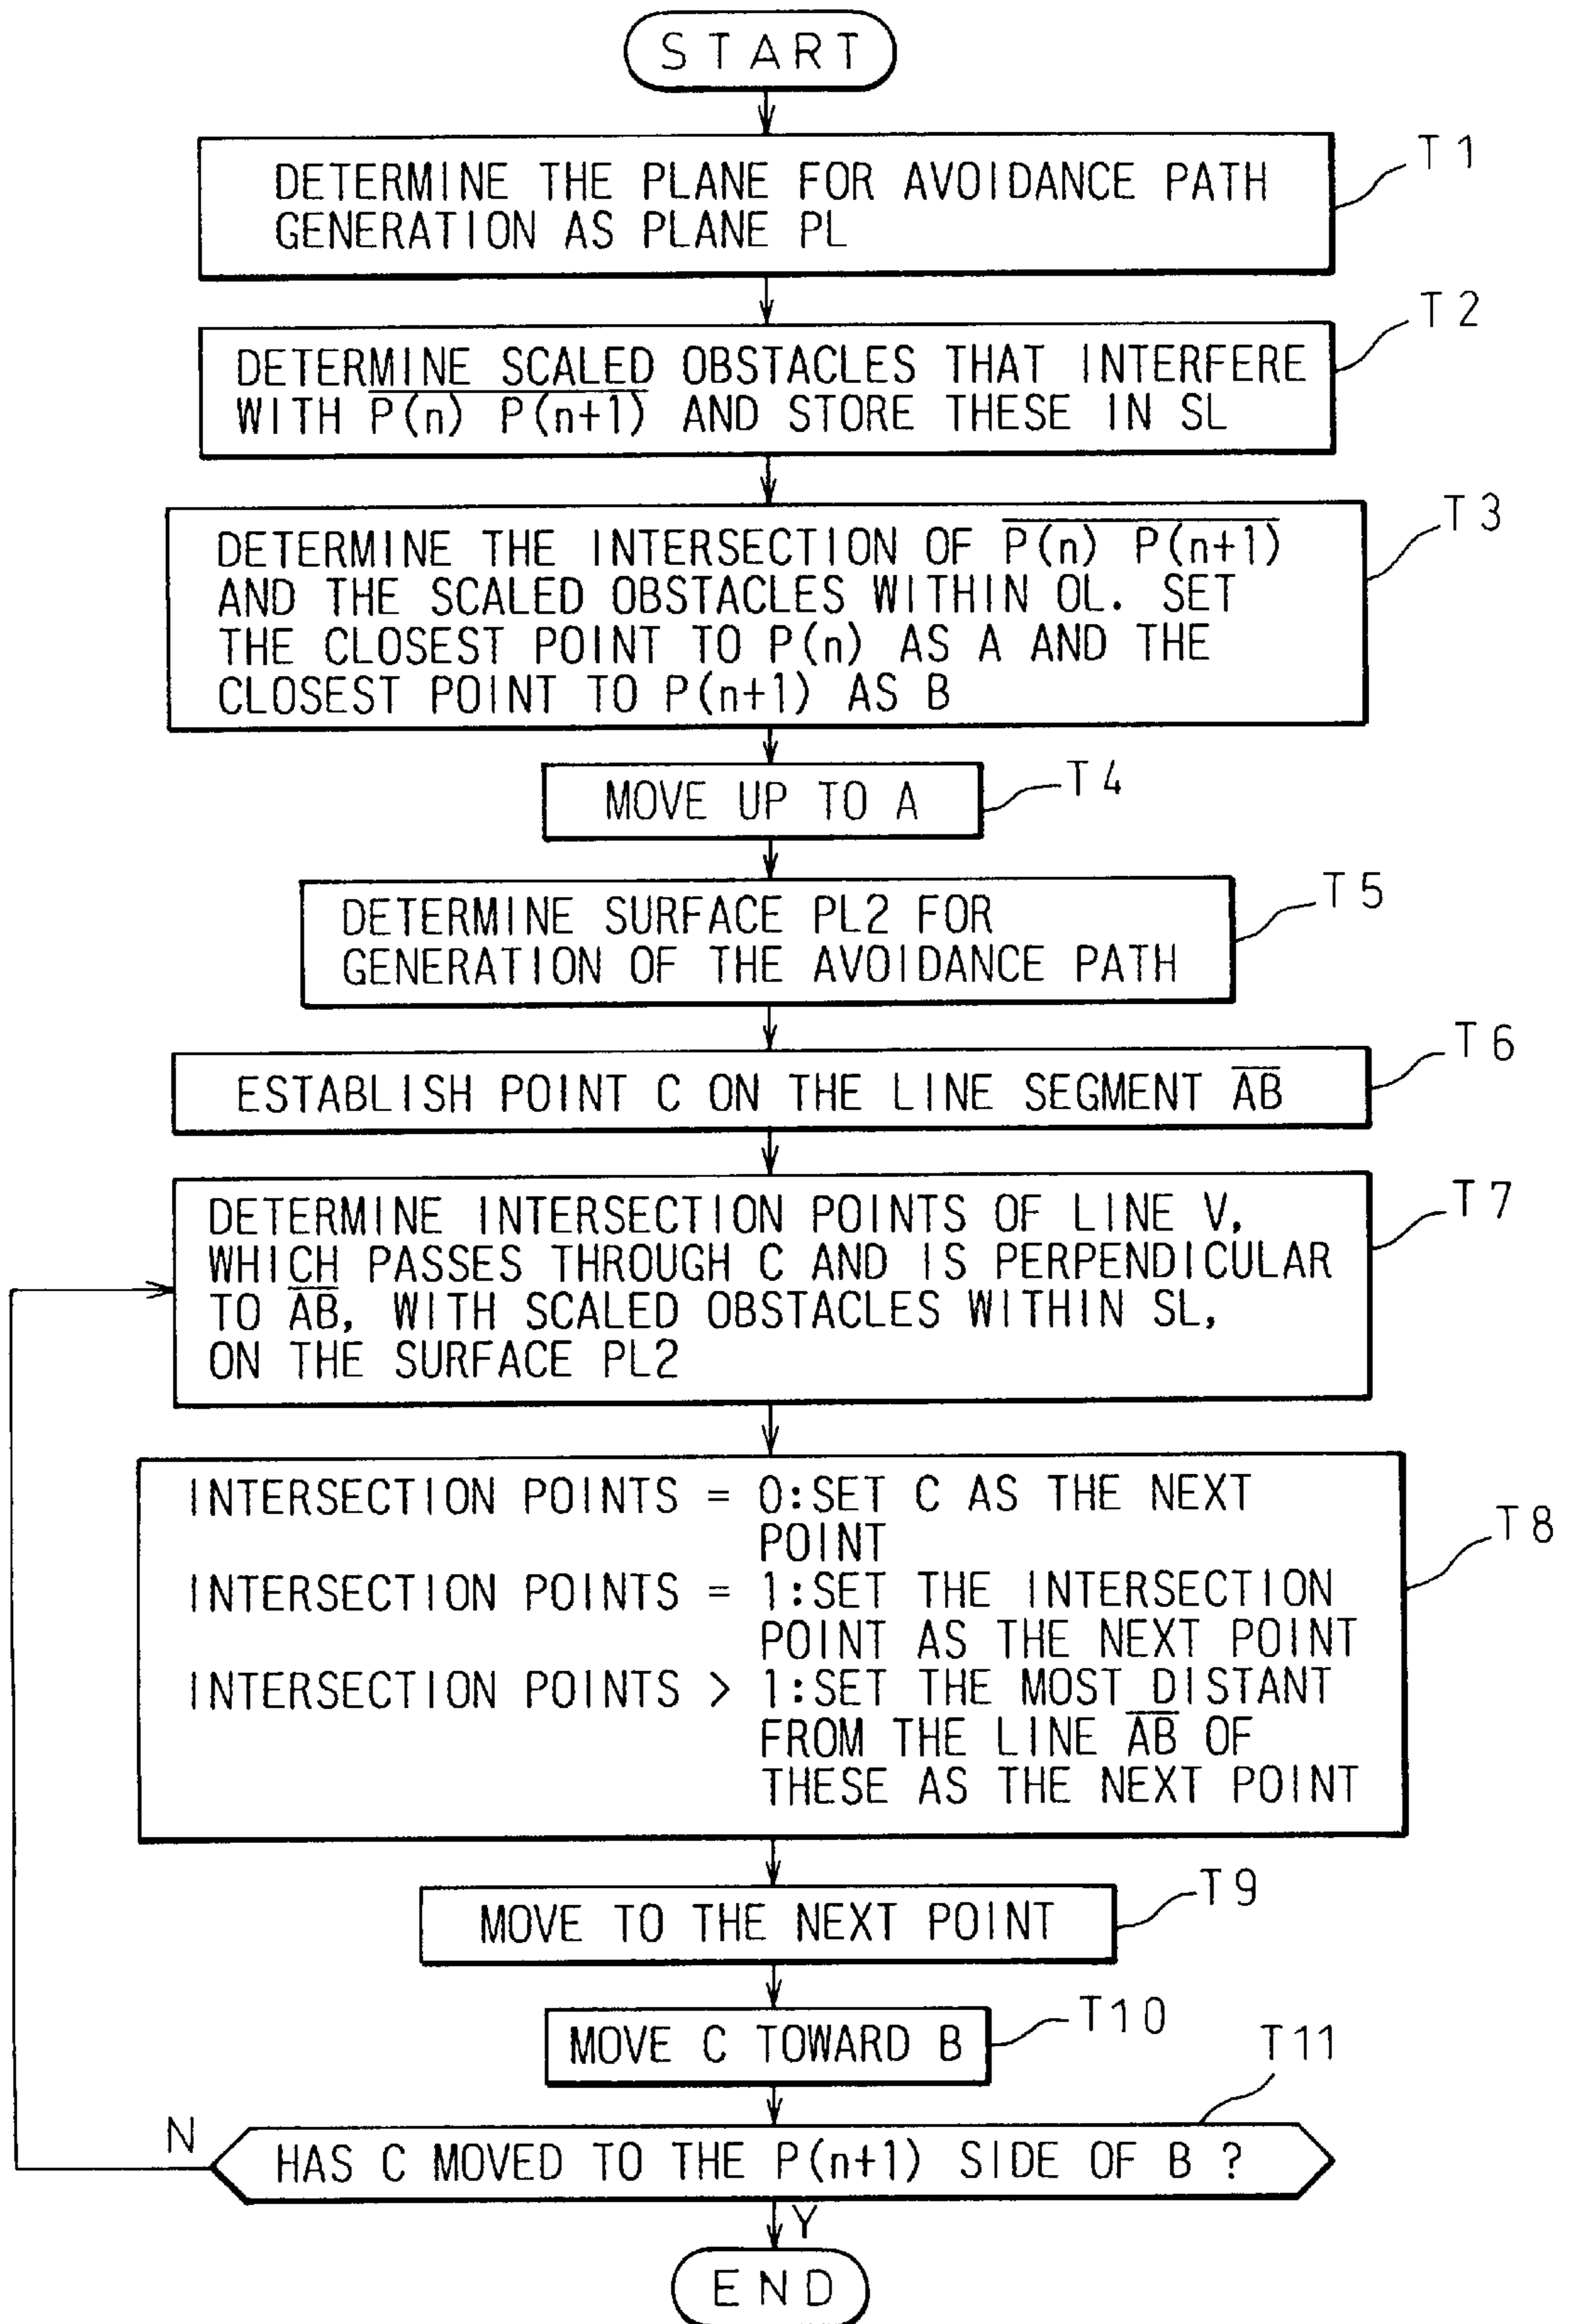 START
T1
DETERMINE THE PLANE FOR AVOIDANCE PATH
GENERATION AS PLANE PL
T2
DETERMINE SCALED OBSTACLES THAT INTERFERE
WITH P(n) P(n+1) AND STORE THESE IN SL
T3
DETERMINE THE INTERSECTION OF P(n) P(n+1)
AND THE SCALED OBSTACLES WITHIN OL. SET
THE CLOSEST POINT TO P(n) AS A AND THE
CLOSEST POINT TO P(n+1) AS B
T4
MOVE UP TO A
T5
DETERMINE SURFACE PL2 FOR
GENERATION OF THE AVOIDANCE PATH
T6
ESTABLISH POINT C ON THE LINE SEGMENT AB
T7
DETERMINE INTERSECTION POINTS OF LINE V,
WHICH PASSES THROUGH C AND IS PERPENDICULAR
TO AB, WITH SCALED OBSTACLES WITHIN SL,
ON THE SURFACE PL2
T8
INTERSECTION POINTS = 0:SET C AS THE NEXT
POINT
INTERSECTION POINTS = 1:SET THE INTERSECTION
POINT AS THE NEXT POINT
INTERSECTION POINTS > 1:SET THE MOST DISTANT
FROM THE LINE AB OF
THESE AS THE NEXT POINT
T9
MOVE TO THE NEXT POINT
T10
MOVE C TOWARD B
T11
N
HAS C MOVED TO THE P(n+1) SIDE OF B ?
Y
END